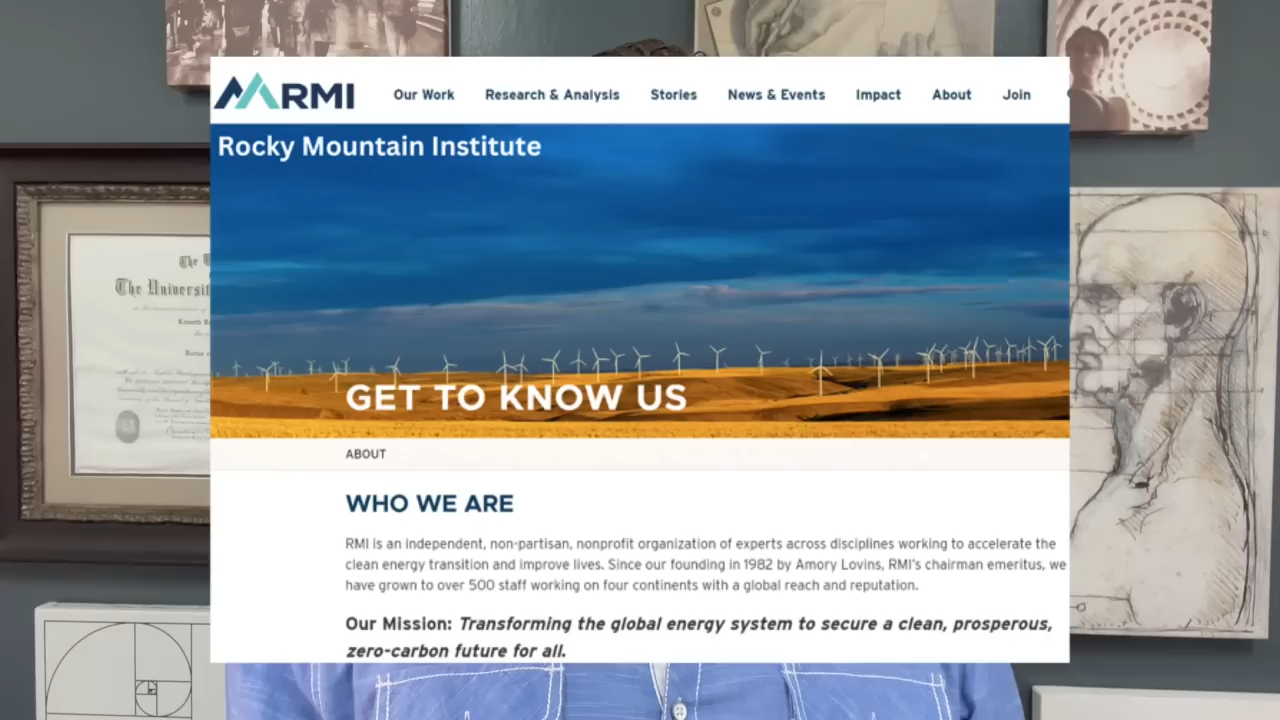 RMI
Our Work Research & Analysis Stories News & Events Impact About Join
Rocky Mountain Institute
GET TO KNOW US
ABOUT
WHO WE ARE
RMI is an independent, non-partisan, nonprofit organization of experts across disciplines working to accelerate the
clean energy transition and improve lives. Since our founding in 1982 by Amory Lovins, RMI's chairman emeritus, we
have grown to over 500 staff working on four continents with a global reach and reputation.
Our Mission: Transforming the global energy system to secure a clean, prosperous,
zero-carbon future for all.
The
The Universi
Kenneth
Doctor